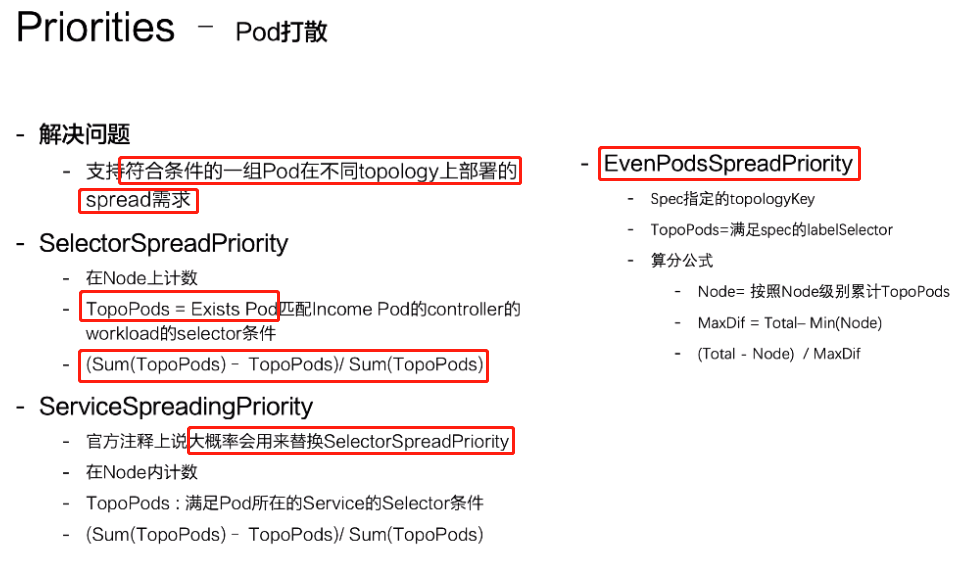 Priorities - Pod打散
- 解决问题
- 支持符合条件的一组Pod在不同topology上部署的
spread需求
- SelectorSpreadPriority
- 在Node上计数
- TopoPods = Exists Pod匹配Income Pod的controller的
workload的selector条件
- (Sum(TopoPods) - TopoPods)/ Sum(TopoPods)
- ServiceSpreadingPriority
- 官方注释上说大概率会用来替换SelectorSpreadPriority
- 在Node内计数
- TopoPods : 满足Pod所在的Service的Selector条件
- (Sum(TopoPods) - TopoPods)/ Sum(TopoPods)
- EvenPodsSpreadPriority
- Spec指定的topologyKey
- TopoPods=满足spec的labelSelector
- 算分公式
- Node= 按照Node级别累计TopoPods
- MaxDif = Total– Min(Node)
- (Total - Node) / MaxDif